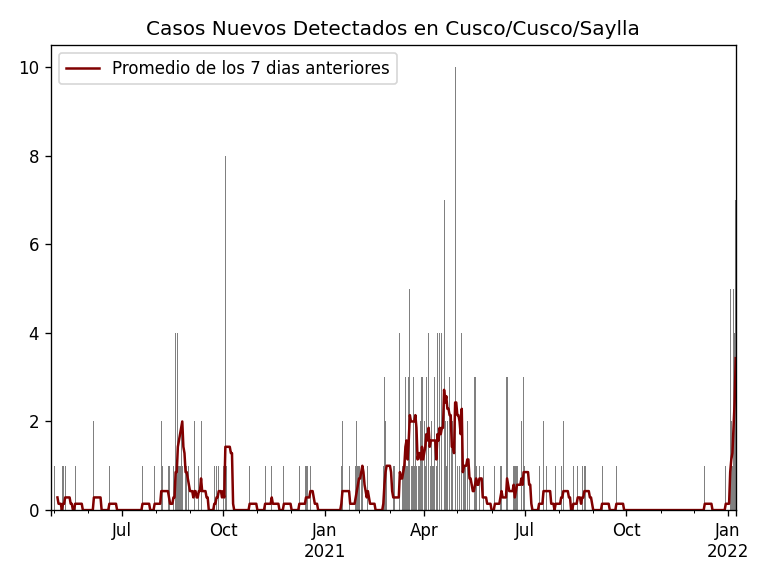 Casos Nuevos Detectados en Cusco/Cusco/Saylla
Promedio de los 7 dias anteriores
10
8
6
4
2
0
Jul
Oct
Jan
2021
Apr
Jul
Oct
Jan
2022